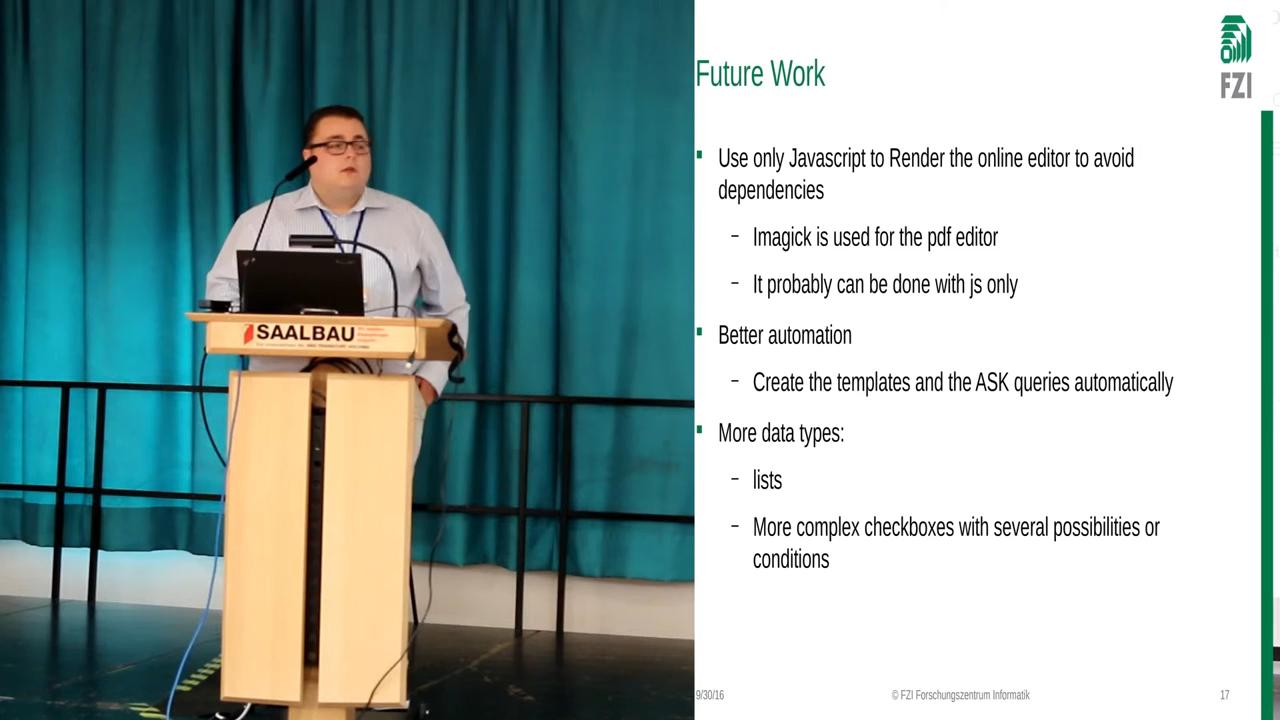 Future Work
FZI
Use only Javascript to Render the online editor to avoid
dependencies
– Imagick is used for the pdf editor
– It probably can be done with js only
Better automation
– Create the templates and the ASK queries automatically
More data types:
– lists
– More complex checkboxes with several possibilities or
conditions
9/30/16
© FZI Forschungszentrum Informatik
17
SAALBAU